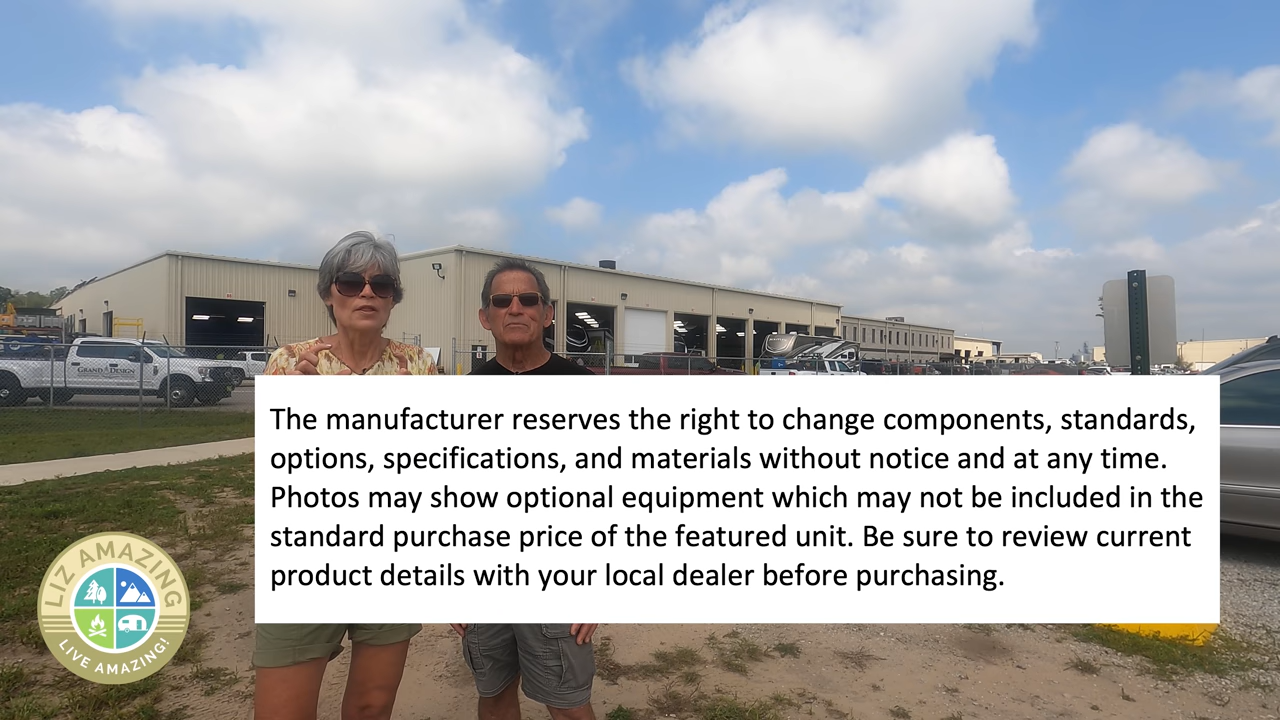 GRAND DESIGN
The manufacturer reserves the right to change components, standards,
options, specifications, and materials without notice and at any time.
Photos may show optional equipment which may not be included in the
standard purchase price of the featured unit. Be sure to review current
product details with your local dealer before purchasing.
LIZ AMAZING
LIVE AMAZING!